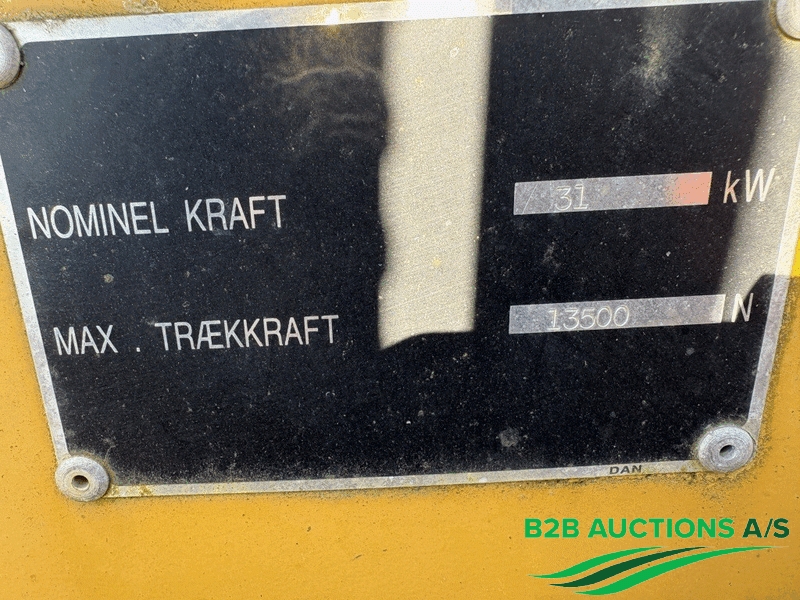 NOMINEL KRAFT 31 kW
MAX . TRÆKKRAFT 13500 N
DAN
B2B AUCTIONS A/S